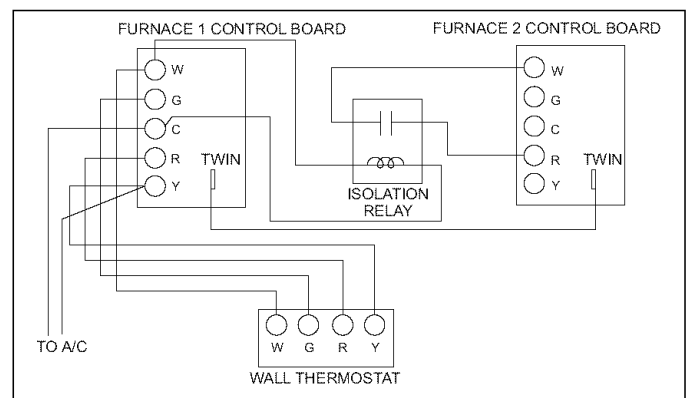 FURNACE 1 CONTROL BOARD
FURNACE 2 CONTROL BOARD
W
G
C
R
Y
TWIN
ISOLATION
RELAY
W
G
C
R
Y
TWIN
TO A/C
W G R Y
WALL THERMOSTAT